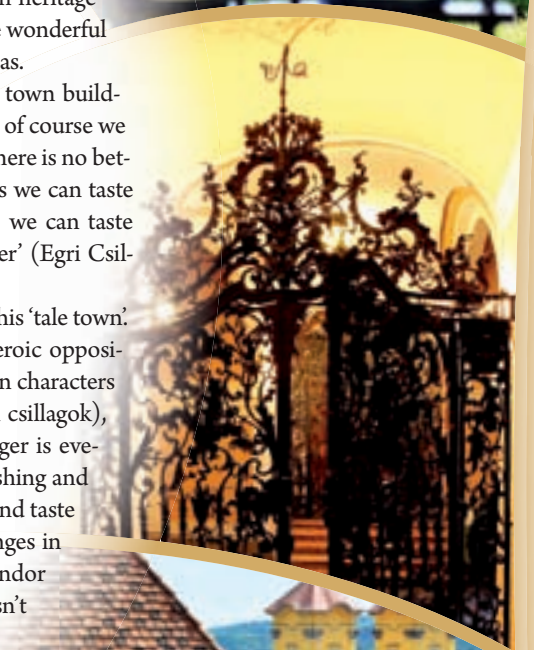 heritage
wonderful
as.
town build-
of course we
here is no bet-
s we can taste
we can taste
er’ (Egri Csil-
his ‘tale town’.
eroic opposi-
n characters
csillagok),
ger is eve-
shing and
nd taste
nges in
ndor
sn’t